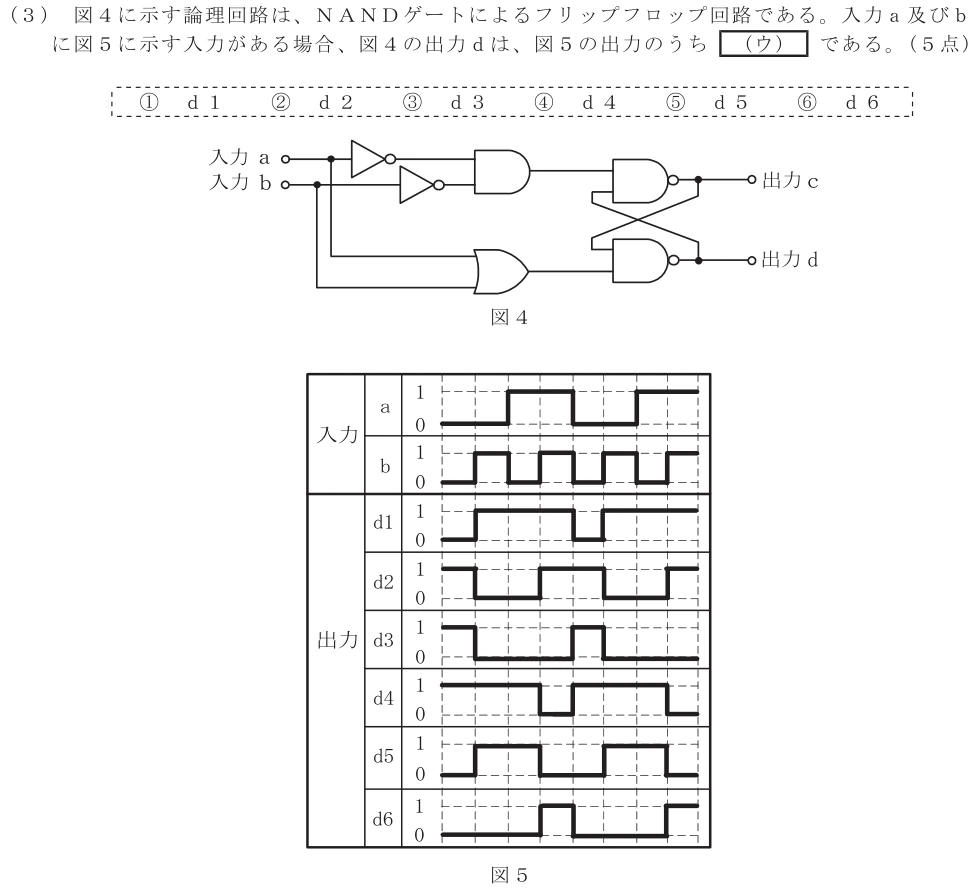 (3) 図4に示す論理回路は、NANDゲートによるフリップフロップ回路である。入力a及びb
に図5に示す入力がある場合、図4の出力dは、図5の出力のうち (ウ) である。(5点)
① d1 ② d2 ③ d3 ④ d4 ⑤ d5 ⑥ d6
入力 a
入力 b
出力 c
出力 d
図4
入力
a 1 0
b 1 0
出力
d1 1 0
d2 1 0
d3 1 0
d4 1 0
d5 1 0
d6 1 0
図5